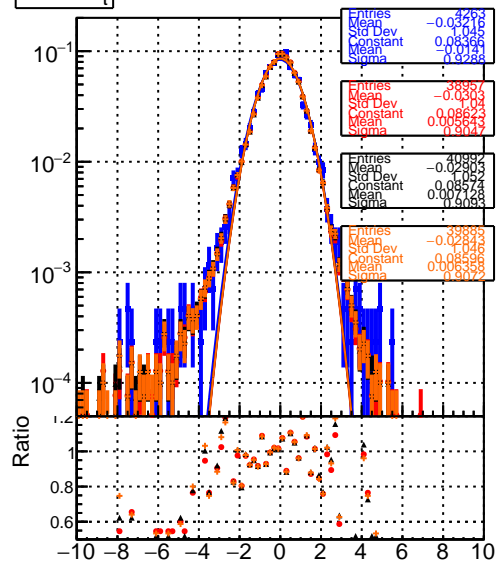 t
Entries 4263
Mean −0.03216
Std Dev 1.045
Constant 0.08366
Mean −0.0141
Sigma 0.9288
Entries 38957
Mean −0.0303
Std Dev 1.04
Constant 0.08623
Mean 0.005643
Sigma 0.9047
Entries 40992
Mean −0.02905
Std Dev 1.052
Constant 0.08574
Mean 0.007128
Sigma 0.9093
Entries 39885
Mean −0.02843
Std Dev 1.046
Constant 0.08596
Mean 0.006358
Sigma 0.9072
10−1
10−2
10−3
10−4
1.2
1
0.8
0.6
Ratio
−10 −8 −6 −4 −2 0 2 4 6 8 10